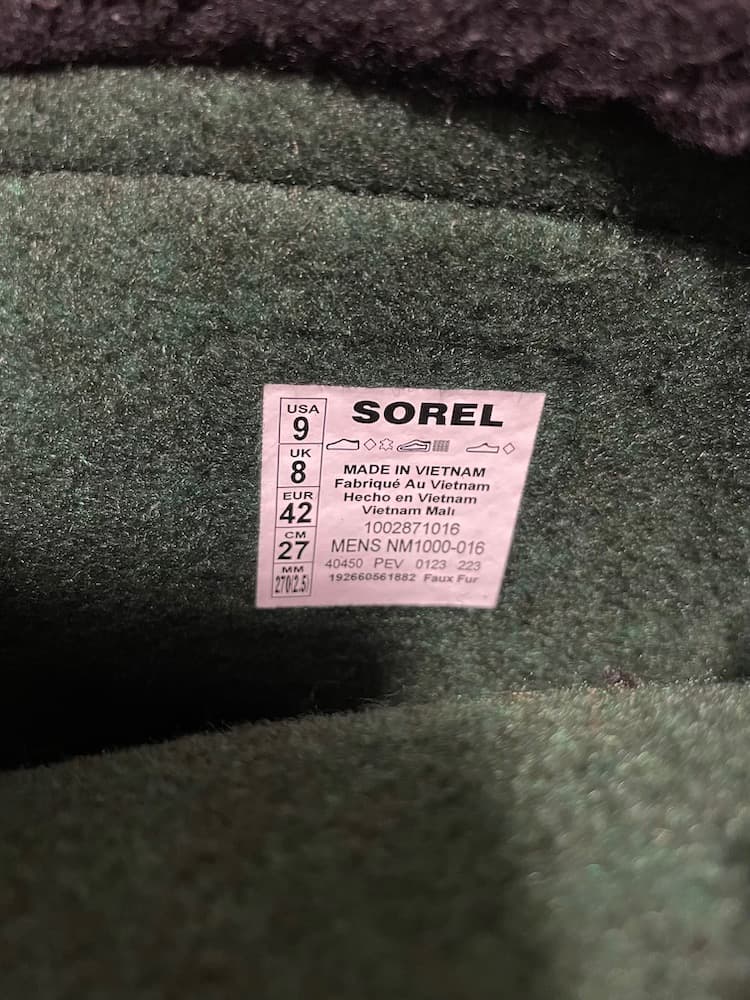 USA
9
UK
8
EUR
42
CM
27
MM
270(2.5)
SOREL
MADE IN VIETNAM
Fabriqué Au Vietnam
Hecho en Vietnam
Vietnam Malı
1002871016
MENS NM1000-016
40450 PEV 0123 223
192660561882 Faux Fur